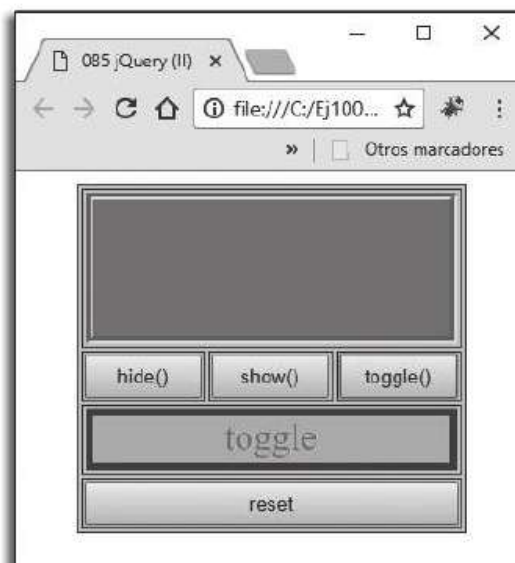 085 jQuery (II)
file:///C:/Ej100...
» Otros marcadores
hide() show() toggle()
toggle
reset